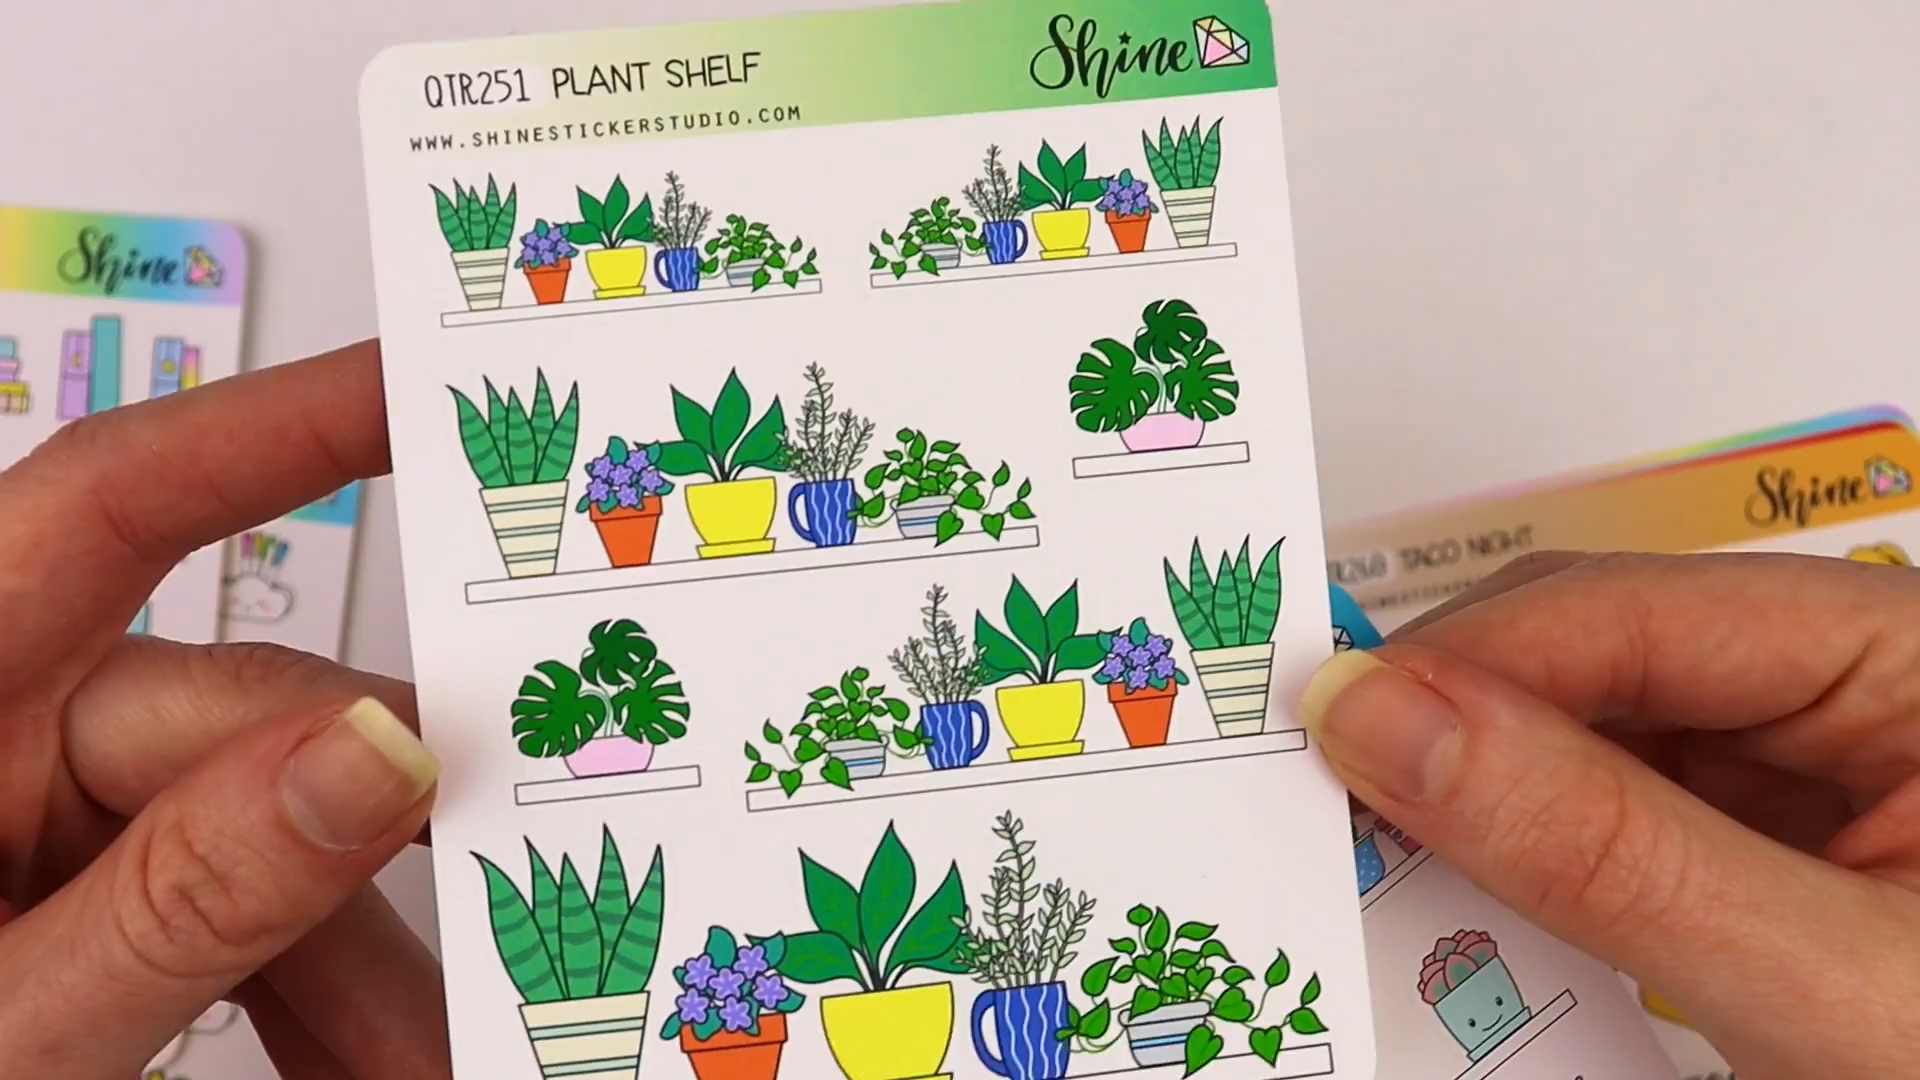 QTR251 PLANT SHELF
Shine
WWW.SHINESTICKERSTUDIO.COM
Shine
Shine
TACO NIGHT